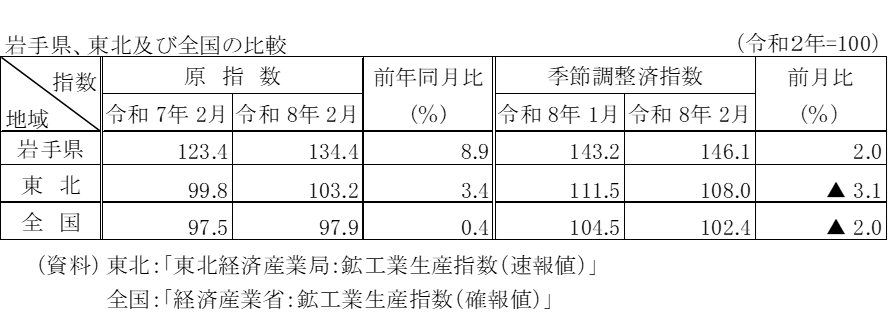 岩手県、東北及び全国の比較 (令和2年=100)
指数 原 指 数 前年同月比 季節調整済指数 前月比
地域 令和7年2月 令和8年2月 (%) 令和8年1月 令和8年2月 (%)
岩手県 123.4 134.4 8.9 143.2 146.1 2.0
東 北 99.8 103.2 3.4 111.5 108.0 ▲ 3.1
全 国 97.5 97.9 0.4 104.5 102.4 ▲ 2.0
(資料) 東北:「東北経済産業局:鉱工業生産指数(速報値)」
全国:「経済産業省:鉱工業生産指数(確報値)」